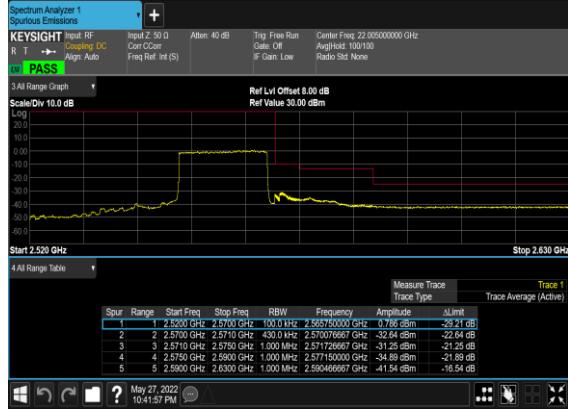 Spectrum Analyzer 1
Spurious Emissions
KEYSIGHT Input: RF Input Z: 50 Ω Atten: 40 dB Trig: Free Run Center Freq: 22.005000000 GHz
R T Coupling: DC Corr CCorr Gate: Off Avg|Hold: 100/100
Align: Auto Freq Ref: Int (S) IF Gain: Low Radio Std: None
PASS
3 All Range Graph
Ref Lvl Offset 8.00 dB
Scale/Div 10.0 dB Ref Value 30.00 dBm
Log
20.0
10.0
0.00
-10.0
-20.0
-30.0
-40.0
-50.0
-60.0
Start 2.520 GHz Stop 2.630 GHz
4 All Range Table
Measure Trace Trace 1
Trace Type Trace Average (Active)
Spur Range Start Freq Stop Freq RBW Frequency Amplitude ΔLimit
1 1 2.5200 GHz 2.5700 GHz 100.0 kHz 2.565750000 GHz 0.786 dBm -29.21 dB
2 2 2.5700 GHz 2.5710 GHz 430.0 kHz 2.570076667 GHz -32.64 dBm -22.64 dB
3 3 2.5710 GHz 2.5750 GHz 1.000 MHz 2.571726667 GHz -31.25 dBm -21.25 dB
4 4 2.5750 GHz 2.5900 GHz 1.000 MHz 2.577150000 GHz -34.89 dBm -21.89 dB
5 5 2.5900 GHz 2.6300 GHz 1.000 MHz 2.590466667 GHz -41.54 dBm -16.54 dB
May 27, 2022
10:41:57 PM